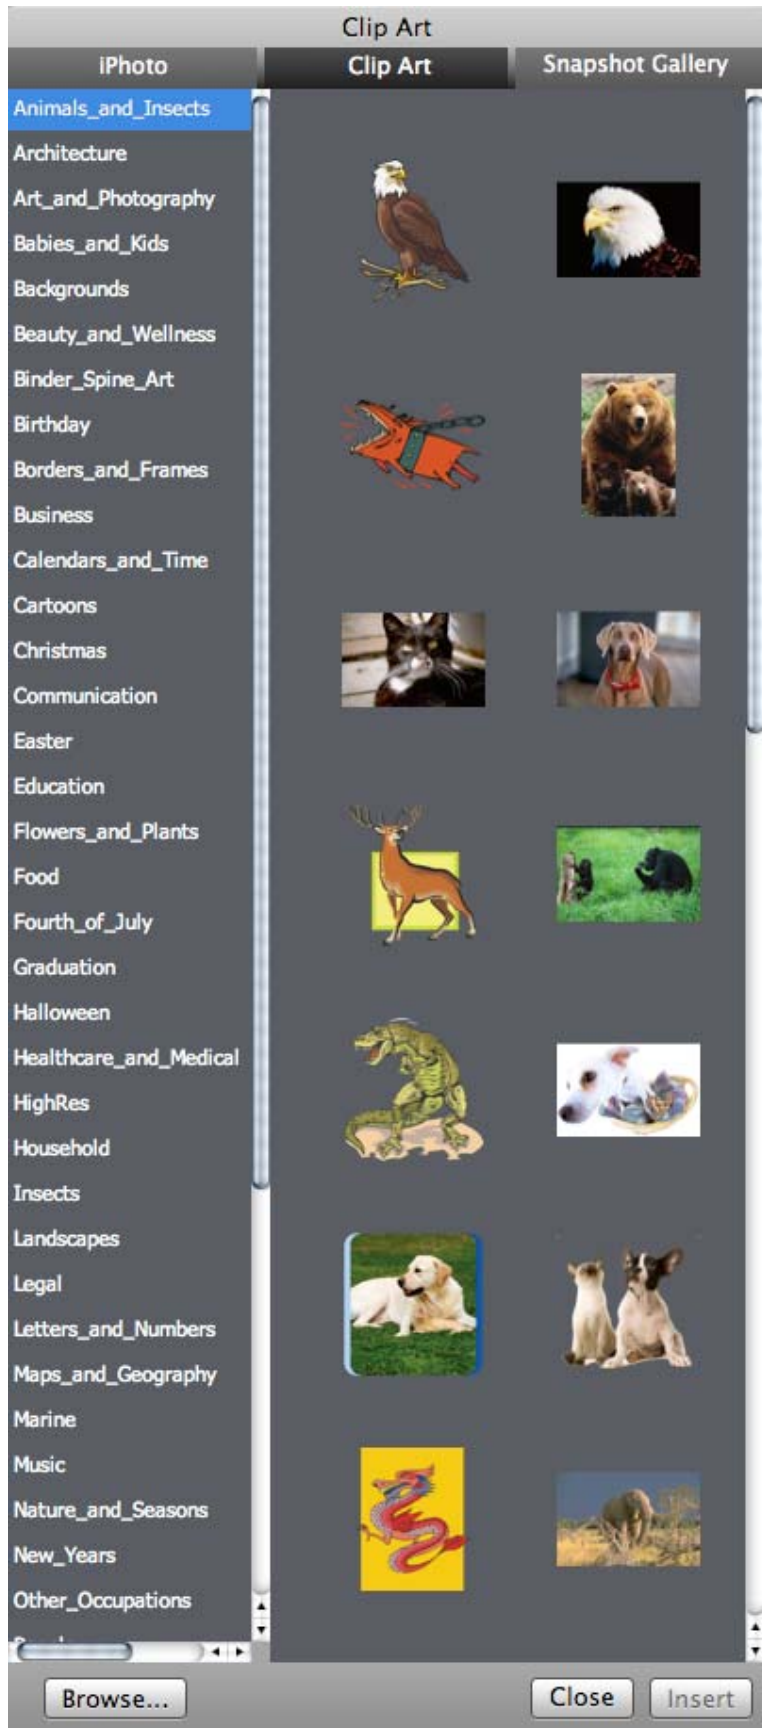 Clip Art
iPhoto
Clip Art
Snapshot Gallery
Animals_and_Insects
Architecture
Art_and_Photography
Babies_and_Kids
Backgrounds
Beauty_and_Wellness
Binder_Spine_Art
Birthday
Borders_and_Frames
Business
Calendars_and_Time
Cartoons
Christmas
Communication
Easter
Education
Flowers_and_Plants
Food
Fourth_of_July
Graduation
Halloween
Healthcare_and_Medical
HighRes
Household
Insects
Landscapes
Legal
Letters_and_Numbers
Maps_and_Geography
Marine
Music
Nature_and_Seasons
New_Years
Other_Occupations
Browse...
Close
Insert